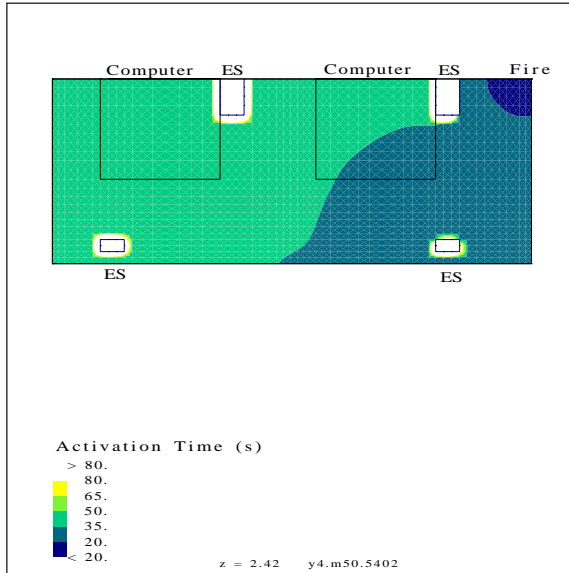 Computer ES Computer ES Fire
ES ES
Activation Time (s)
> 80.
80.
65.
50.
35.
< 20.
z = 2.42 y4.m50.5402